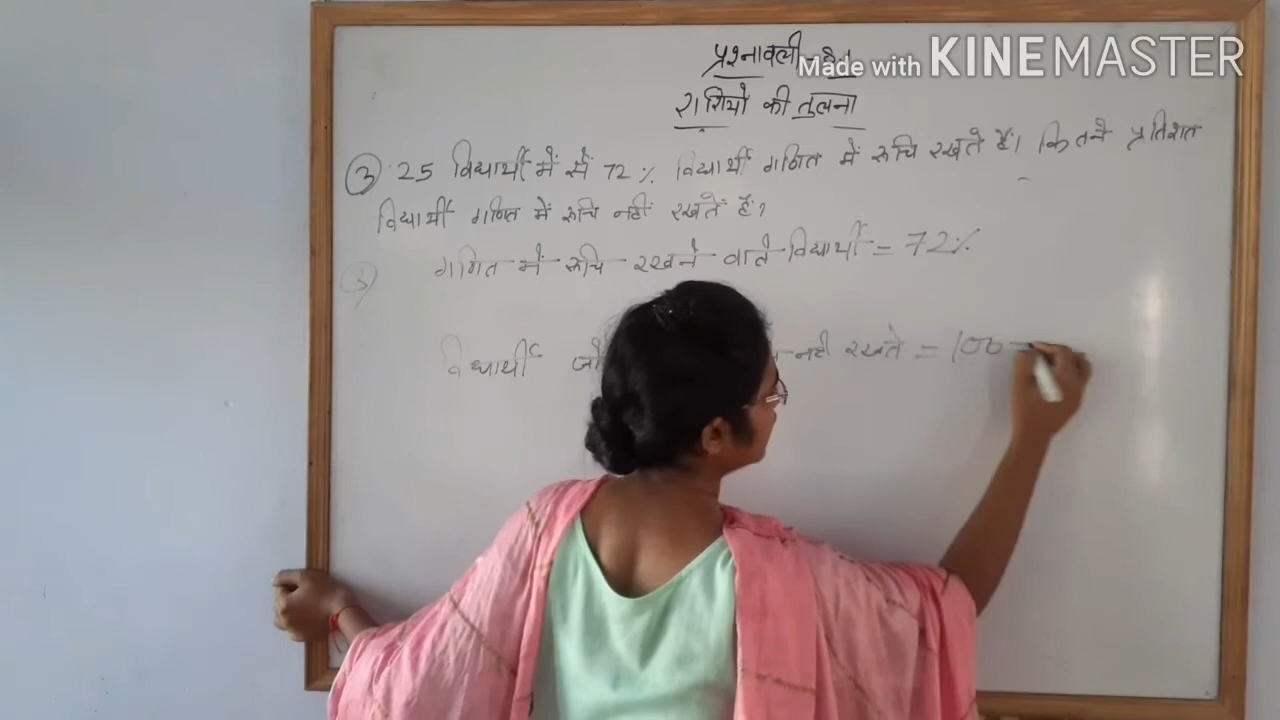 प्रश्नावली
Made with KINEMASTER
राशियो की तुलना
③ 25 विद्यार्थी में से 72 % विद्यार्थी गणित में रूचि रखते हैं। कितने प्रतिशत
विद्यार्थी गणित में रूचि नहीं रखते हैं?
3) गणित में रूचि रखने वाले विद्यार्थी = 72%
विद्यार्थी जो नही रखते = 100 -